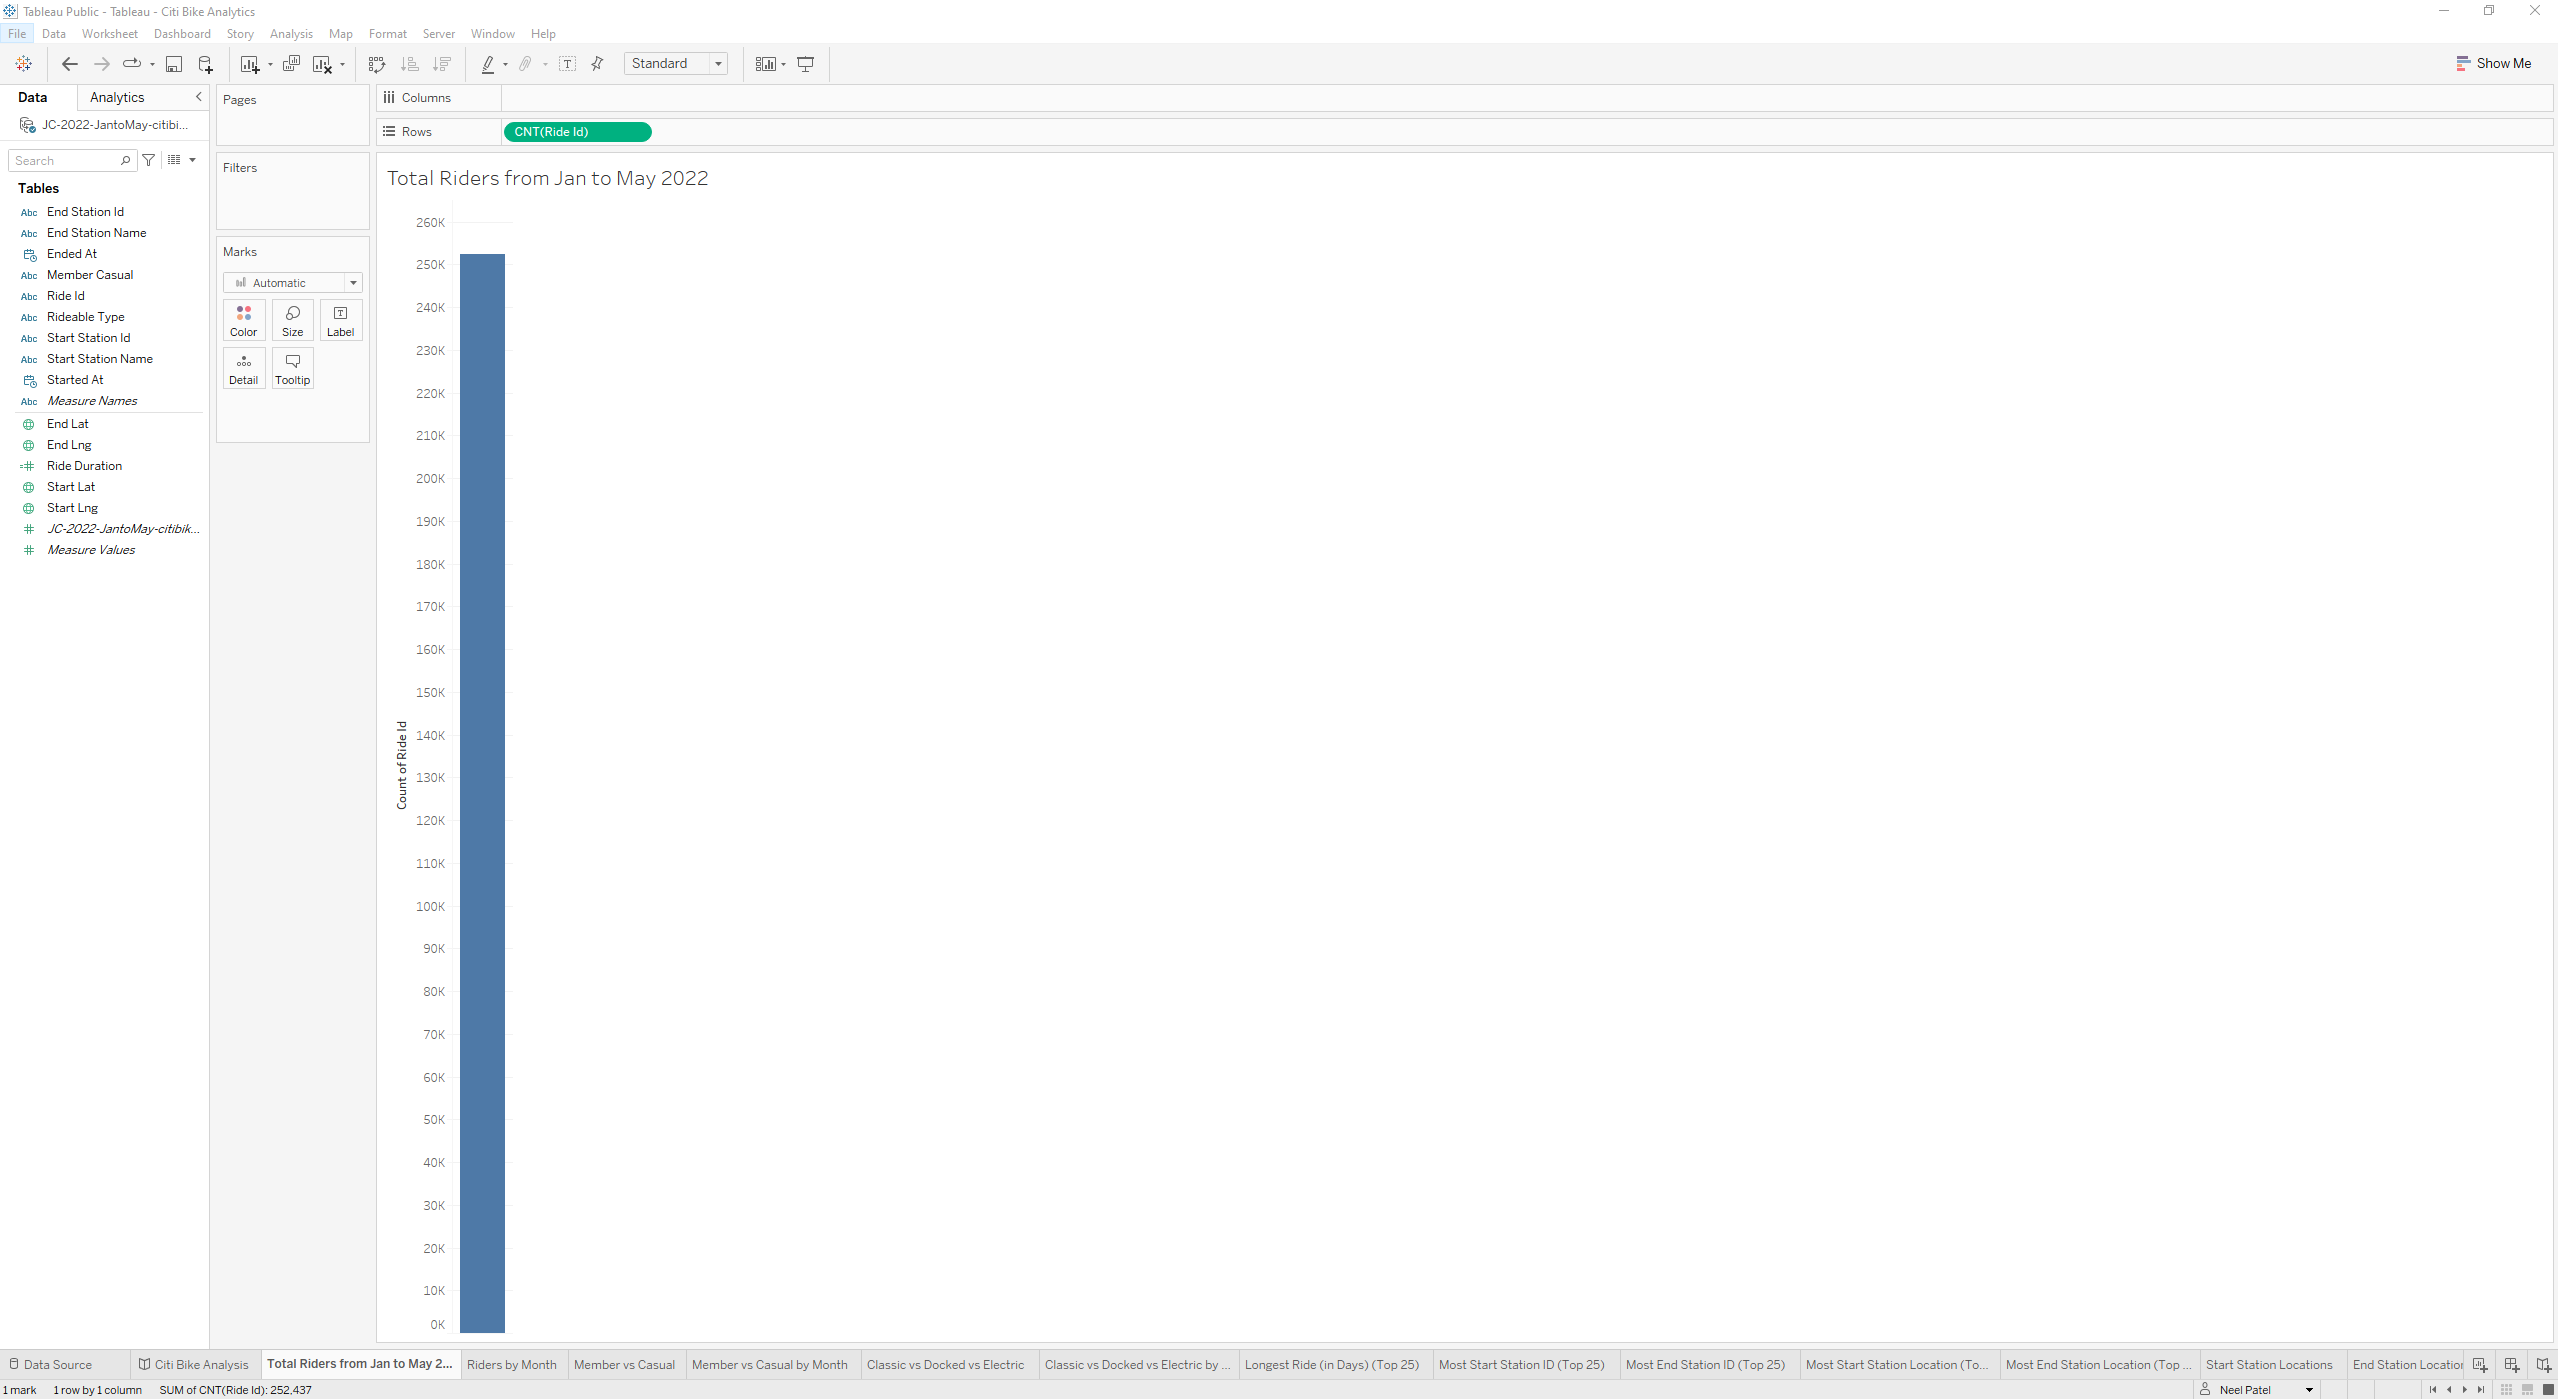 Tableau Public - Tableau - Citi Bike Analytics
File Data Worksheet Dashboard Story Analysis Map Format Server Window Help
Standard
Show Me
Data Analytics
JC-2022-JantoMay-citibi...
Search
Tables
Abc End Station Id
Abc End Station Name
Ended At
Abc Member Casual
Abc Ride Id
Abc Rideable Type
Abc Start Station Id
Abc Start Station Name
Started At
Abc Measure Names
End Lat
End Lng
=# Ride Duration
Start Lat
Start Lng
# JC-2022-JantoMay-citibik...
# Measure Values
Pages
Filters
Marks
Automatic
Color Size Label
Detail Tooltip
Columns
Rows CNT(Ride Id)
Total Riders from Jan to May 2022
260K
250K
240K
230K
220K
210K
200K
190K
180K
170K
160K
150K
140K
130K
120K
110K
100K
90K
80K
70K
60K
50K
40K
30K
20K
10K
0K
Count of Ride Id
Data Source Citi Bike Analysis Total Riders from Jan to May 2... Riders by Month Member vs Casual Member vs Casual by Month Classic vs Docked vs Electric Classic vs Docked vs Electric by ... Longest Ride (in Days) (Top 25) Most Start Station ID (Top 25) Most End Station ID (Top 25) Most Start Station Location (To... Most End Station Location (Top ... Start Station Locations End Station Location
1 mark 1 row by 1 column SUM of CNT(Ride Id): 252,437 Neel Patel